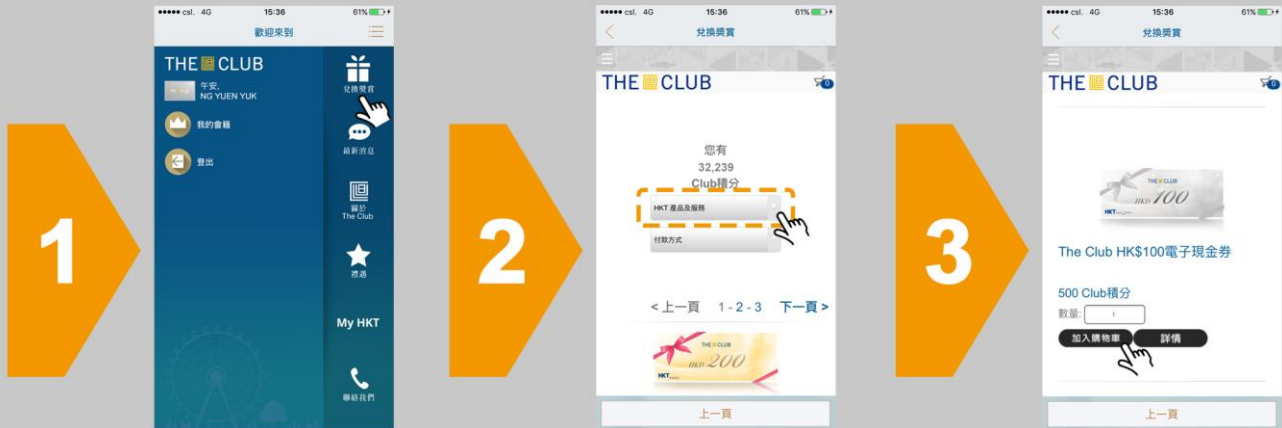 1
csl. 4G 15:36 61%
歡迎來到
THE CLUB
午安,
NG YUEN YUK
我的會籍
登出
兌換獎賞
最新消息
關於
The Club
禮遇
My HKT
聯絡我們
2
csl. 4G 15:36 61%
兌換獎賞
THE CLUB
0
您有
32,239
Club積分
HKT 產品及服務
付款方式
<上一頁 1 - 2 - 3 下一頁 >
THE CLUB
HKD 200
HKT
上一頁
3
csl. 4G 15:36 61%
兌換獎賞
THE CLUB
0
THE CLUB
HKD 100
HKT
The Club HK$100電子現金券
500 Club積分
數量: 1
加入購物車 詳情
上一頁